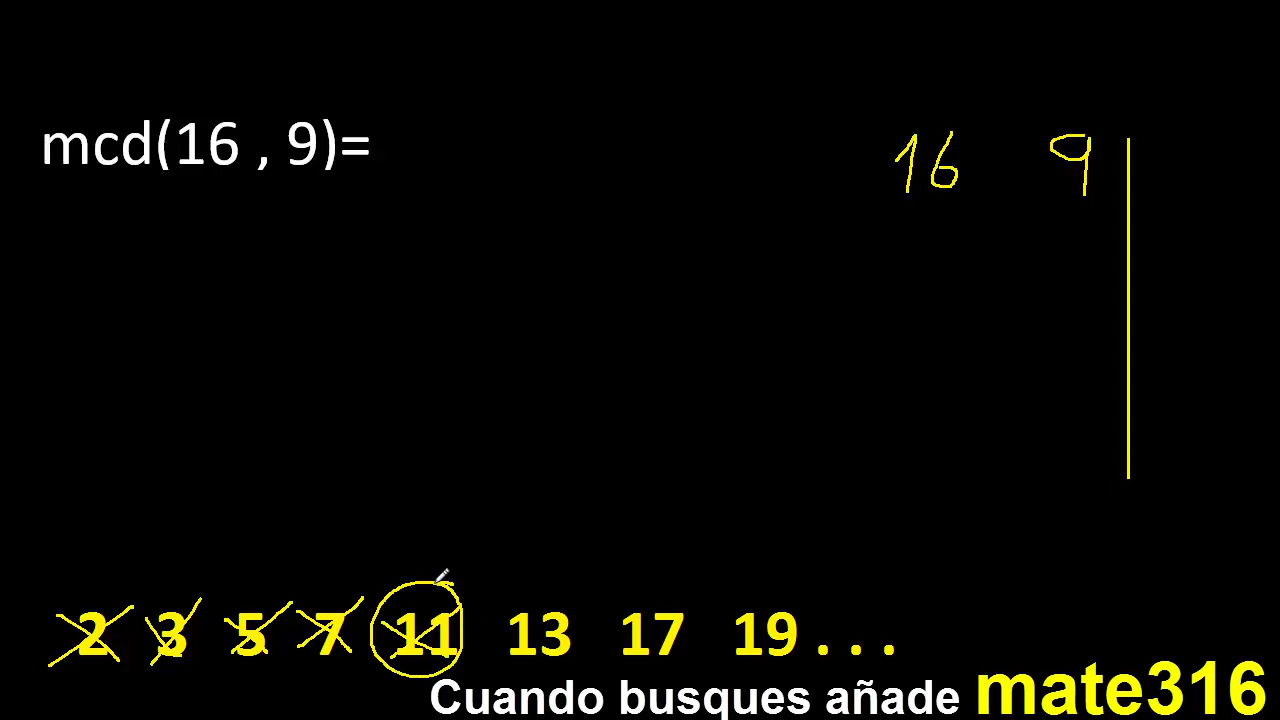 mcd(16 , 9)=
16 9
2 3 5 7 11 13 17 19 . . .
Cuando busques añade mate316